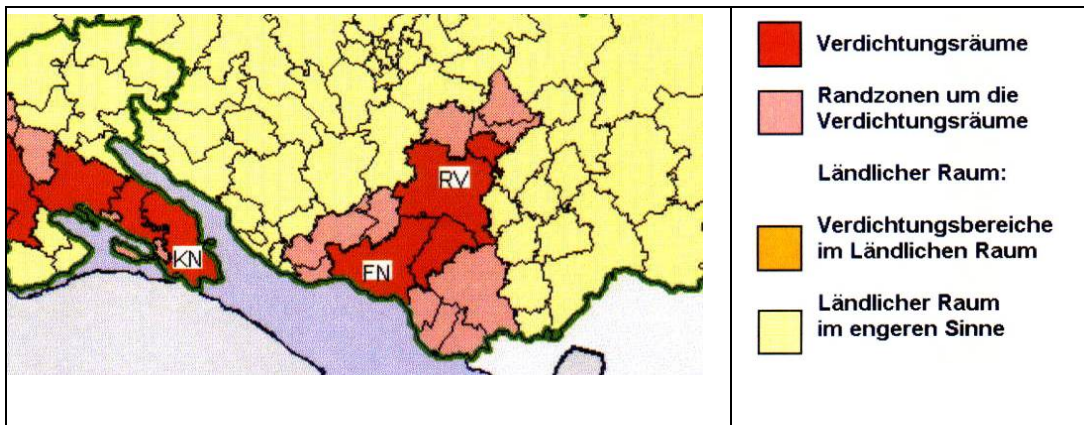 RV
KN
FN
Verdichtungsräume
Randzonen um die
Verdichtungsräume
Ländlicher Raum:
Verdichtungsbereiche
im Ländlichen Raum
Ländlicher Raum
im engeren Sinne